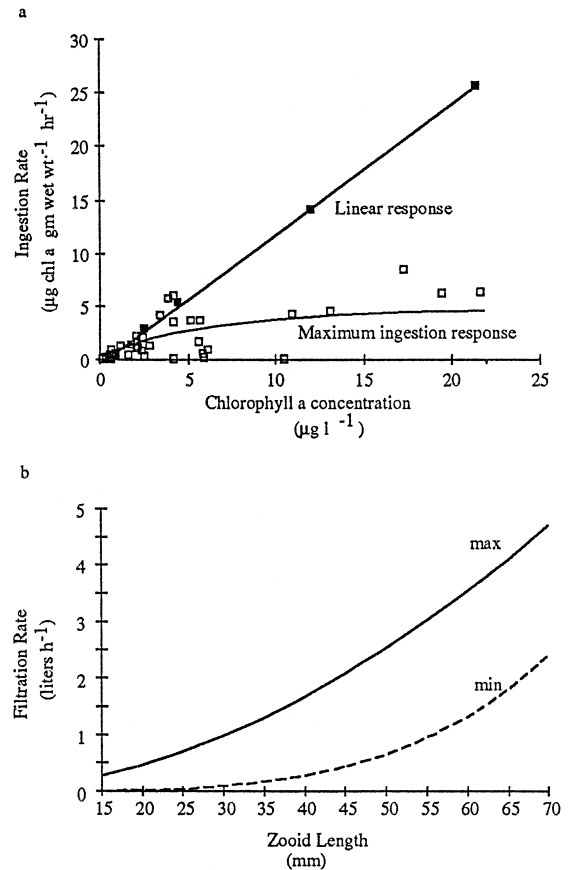 a
30
25
20
15
10
5
0
Ingestion Rate
(µg chl a gm wet wt.-1 hr-1)
Linear response
Maximum ingestion response
0 5 10 15 20 25
Chlorophyll a concentration
(µg l -1)
b
5
4
3
2
1
0
Filtration Rate
(liters h-1)
max
min
15 20 25 30 35 40 45 50 55 60 65 70
Zooid Length
(mm)